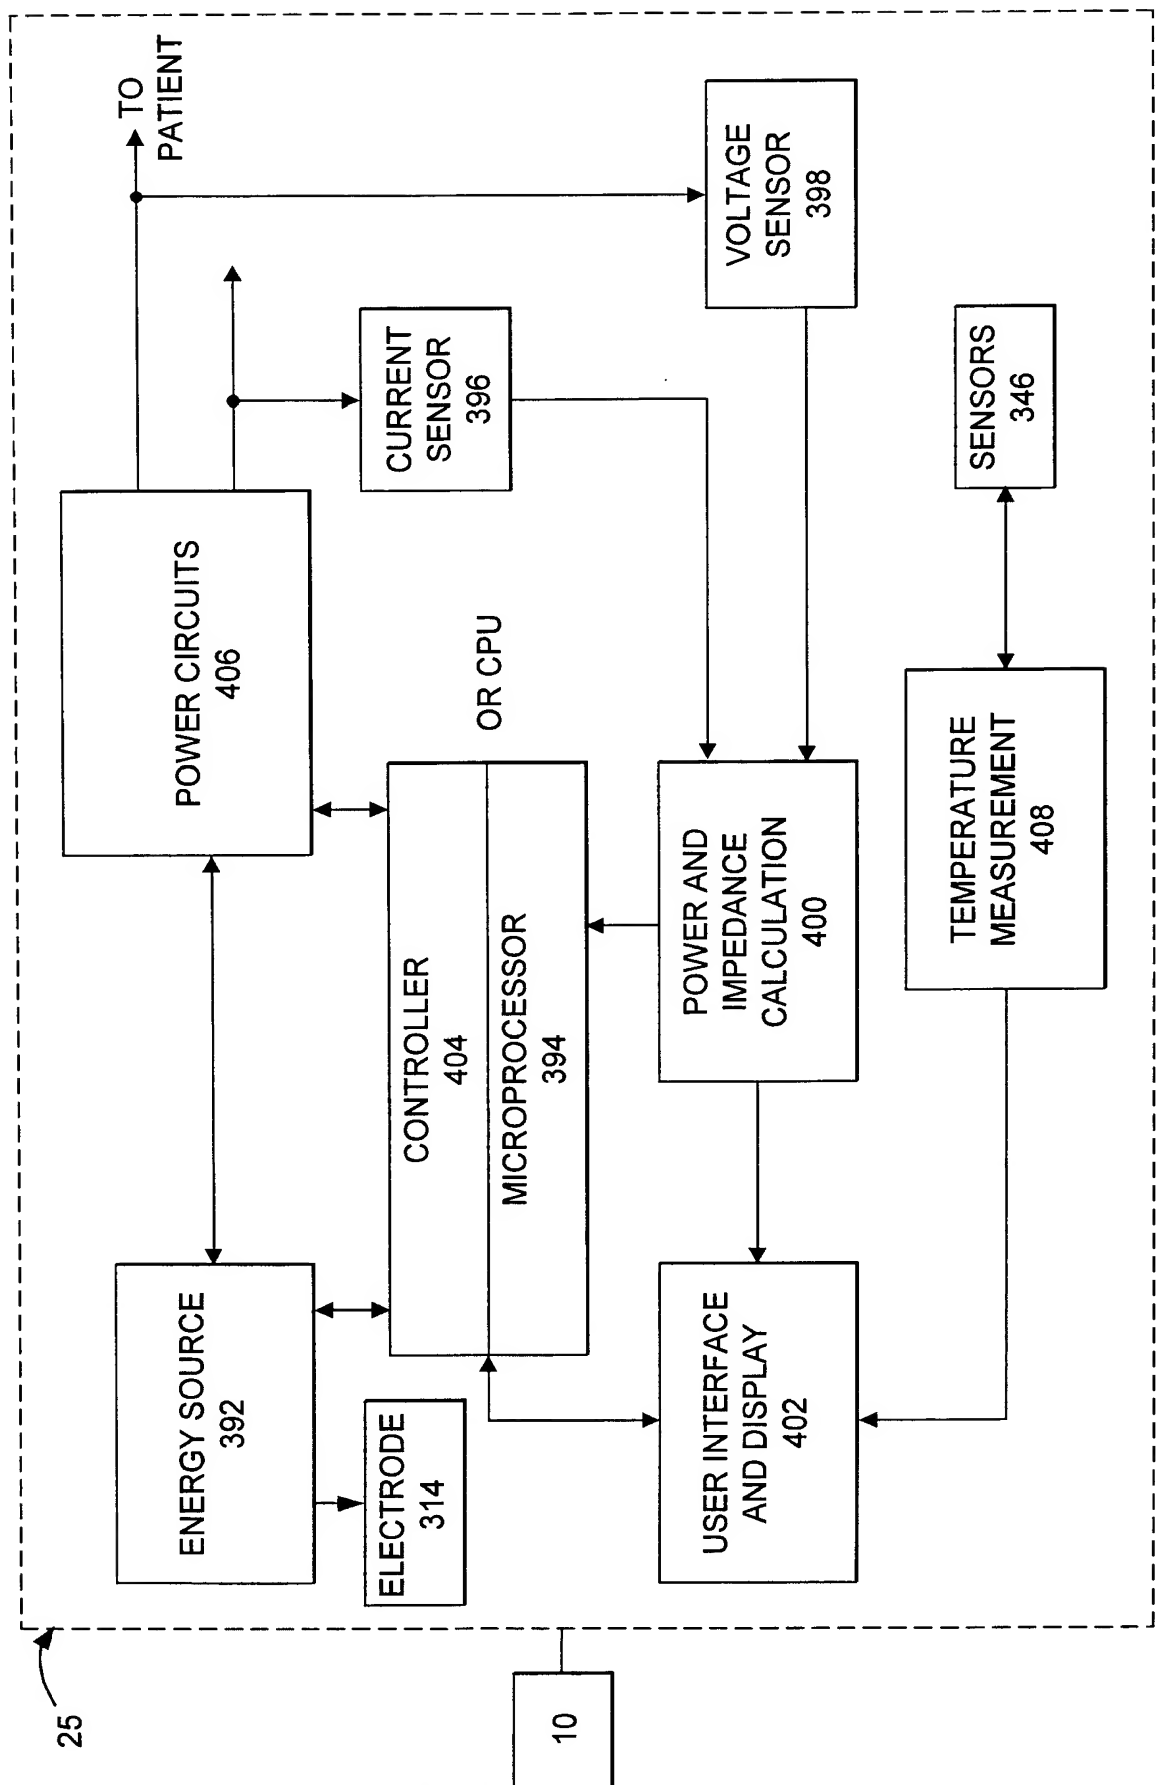 25
10
ENERGY SOURCE
392
ELECTRODE
314
POWER CIRCUITS
406
TO
PATIENT
CONTROLLER
404
MICROPROCESSOR
394
OR CPU
CURRENT
SENSOR
396
VOLTAGE
SENSOR
398
USER INTERFACE
AND DISPLAY
402
POWER AND
IMPEDANCE
CALCULATION
400
TEMPERATURE
MEASUREMENT
408
SENSORS
346